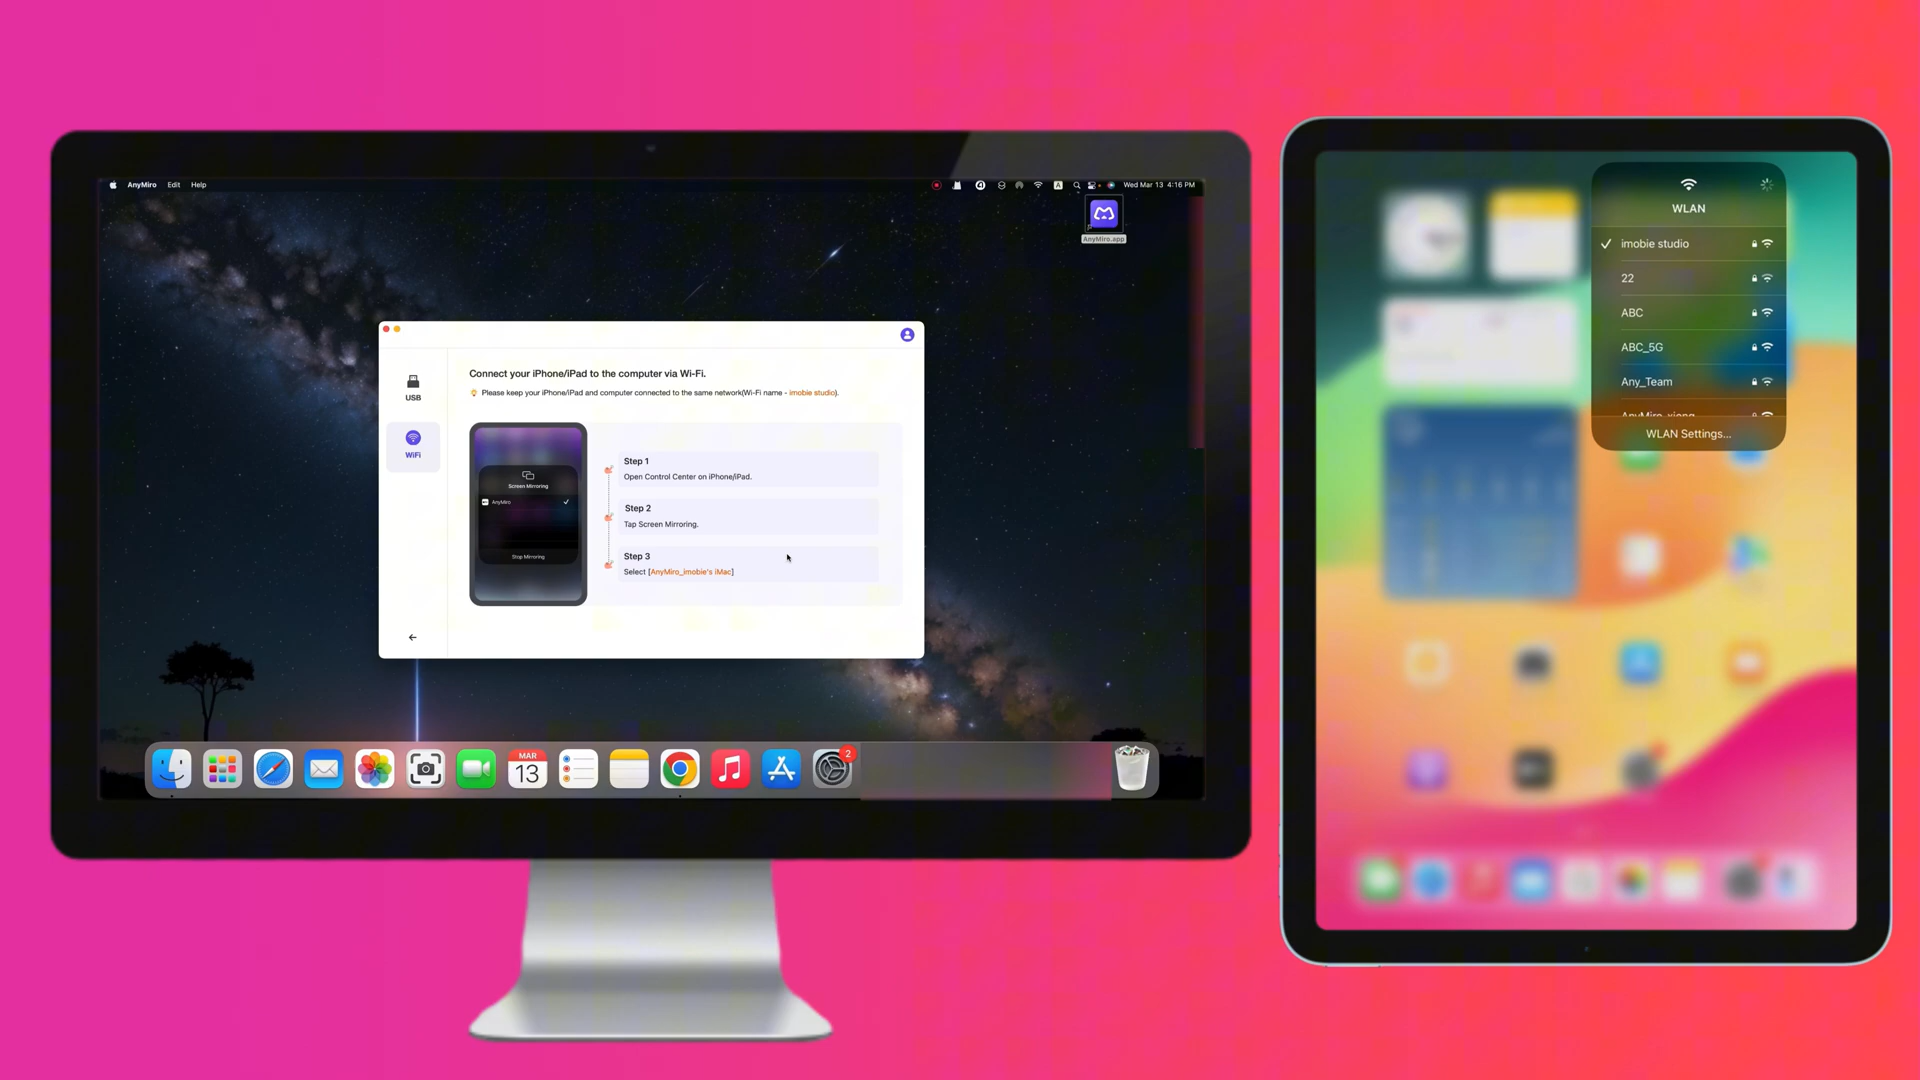 AnyMiro Edit Help
Wed Mar 13 4:16 PM
AnyMiro.app
USB
WiFi
Connect your iPhone/iPad to the computer via Wi-Fi.
Please keep your iPhone/iPad and computer connected to the same network(Wi-Fi name - imobie studio).
Screen Mirroring
AnyMiro
Stop Mirroring
Step 1
Open Control Center on iPhone/iPad.
Step 2
Tap Screen Mirroring.
Step 3
Select [AnyMiro_imobie's iMac]
MAR
13
2
WLAN
imobie studio
22
ABC
ABC_5G
Any_Team
AnyMiro_xiang
WLAN Settings...